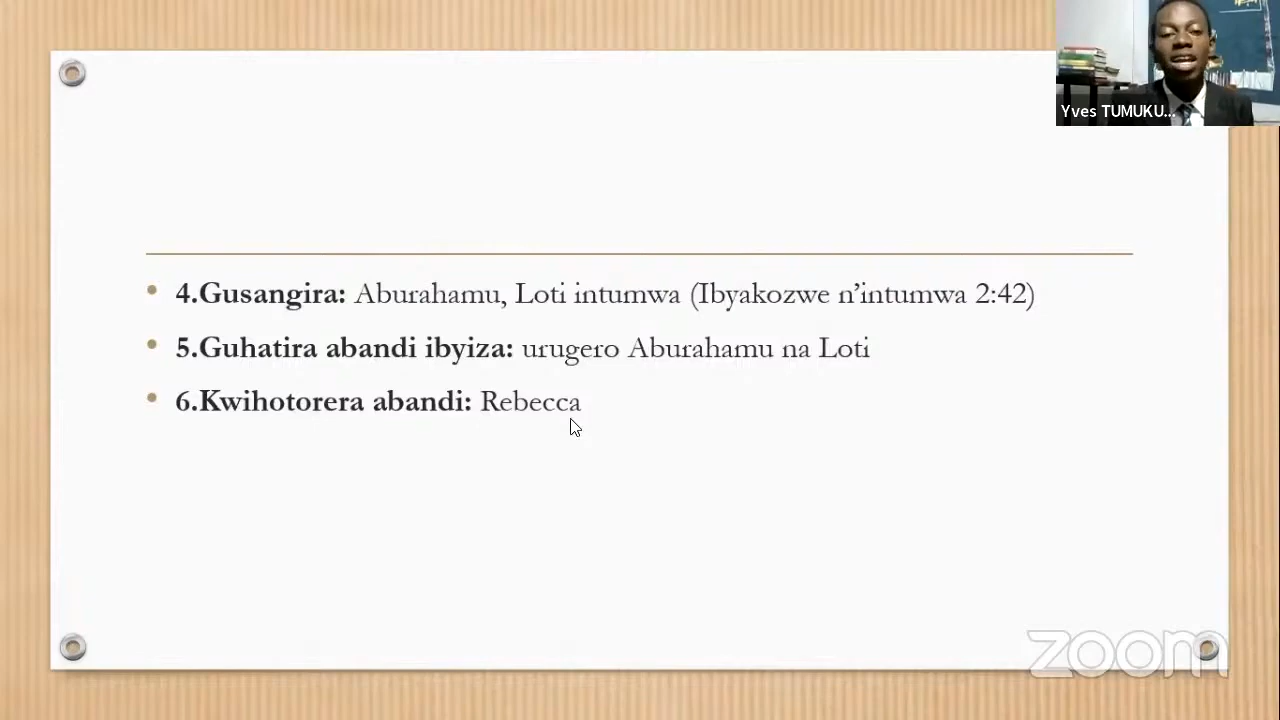 Yves TUMUKU...
• 4.Gusangira: Aburahamu, Loti intumwa (Ibyakozwe n’intumwa 2:42)
• 5.Guhatira abandi ibyiza: urugero Aburahamu na Loti
• 6.Kwihotorera abandi: Rebecca
zoom